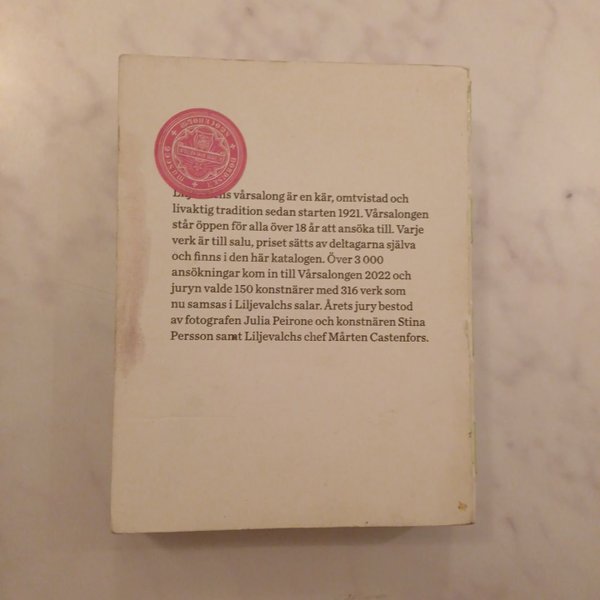 vårsalong är en kär, omtvistad och
livaktig tradition sedan starten 1921. Vårsalongen
står öppen för alla över 18 år att ansöka till. Varje
verk är till salu, priset sätts av deltagarna själva
och finns i den här katalogen. Över 3 000
ansökningar kom in till Vårsalongen 2022 och
juryn valde 150 konstnärer med 316 verk som
nu samsas i Liljevalchs salar. Årets jury bestod
av fotografen Julia Peirone och konstnären Stina
Persson samt Liljevalchs chef Mårten Castenfors.